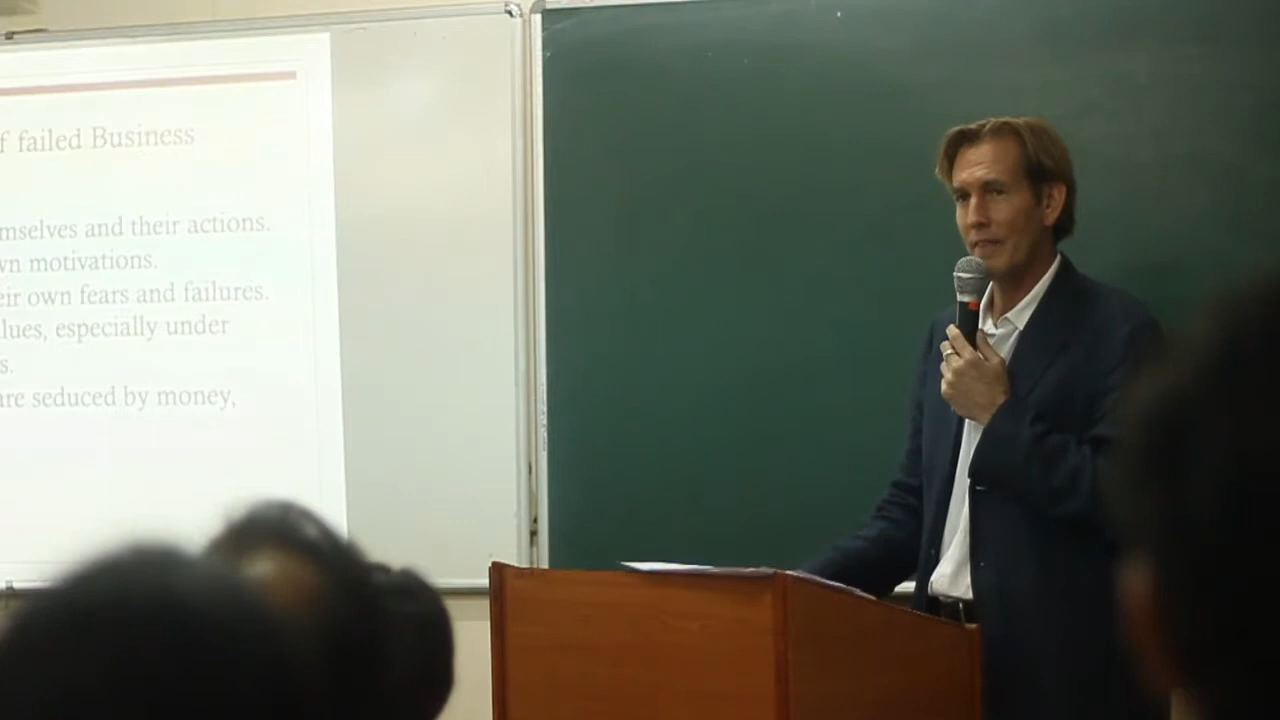 f failed Business
mselves and their actions.
wn motivations.
eir own fears and failures.
lues, especially under
s.
are seduced by money,